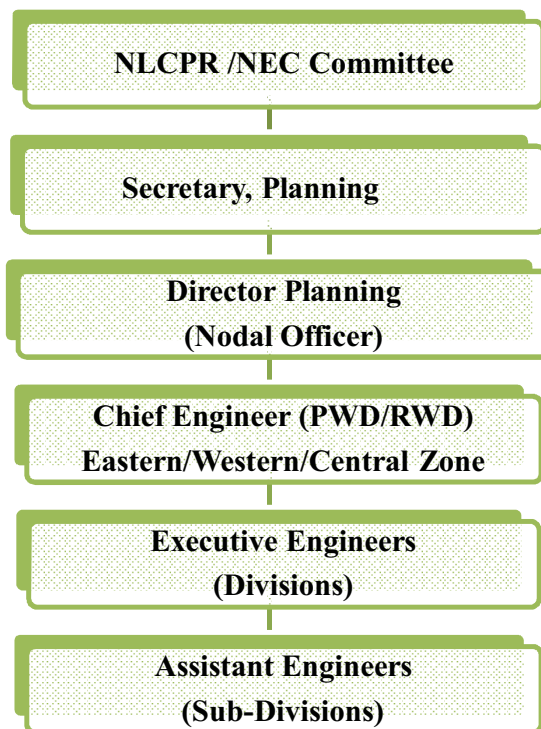 NLCPR /NEC Committee
Secretary, Planning
Director Planning
(Nodal Officer)
Chief Engineer (PWD/RWD)
Eastern/Western/Central Zone
Executive Engineers
(Divisions)
Assistant Engineers
(Sub-Divisions)